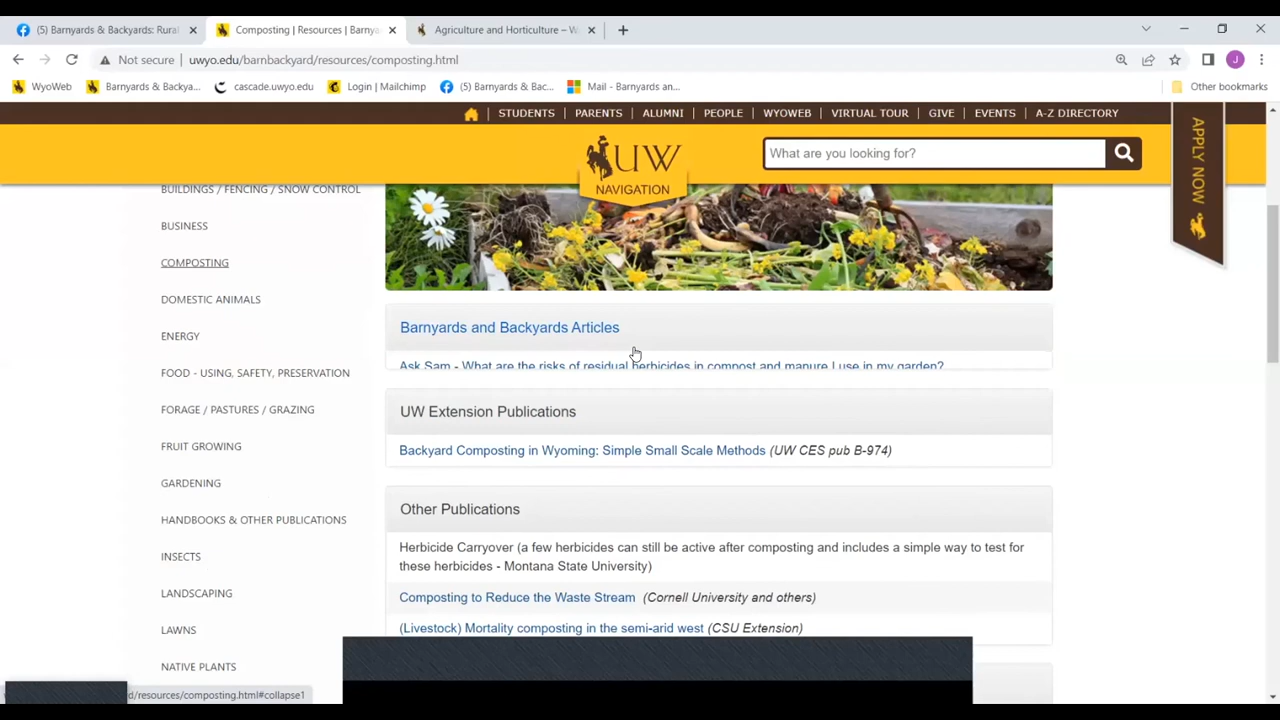 (5) Barnyards & Backyards: Rural
Composting | Resources | Barnya
Agriculture and Horticulture – W
Not secure | uwyo.edu/barnbackyard/resources/composting.html
J
WyoWeb
Barnyards & Backya...
cascade.uwyo.edu
Login | Mailchimp
(5) Barnyards & Bac...
Mail - Barnyards an...
Other bookmarks
STUDENTS
PARENTS
ALUMNI
PEOPLE
WYOWEB
VIRTUAL TOUR
GIVE
EVENTS
A-Z DIRECTORY
UW
NAVIGATION
What are you looking for?
APPLY NOW
BUILDINGS / FENCING / SNOW CONTROL
BUSINESS
COMPOSTING
DOMESTIC ANIMALS
ENERGY
FOOD - USING, SAFETY, PRESERVATION
FORAGE / PASTURES / GRAZING
FRUIT GROWING
GARDENING
HANDBOOKS & OTHER PUBLICATIONS
INSECTS
LANDSCAPING
LAWNS
NATIVE PLANTS
Barnyards and Backyards Articles
Ask Sam - What are the risks of residual herbicides in compost and manure I use in my garden?
UW Extension Publications
Backyard Composting in Wyoming: Simple Small Scale Methods (UW CES pub B-974)
Other Publications
Herbicide Carryover (a few herbicides can still be active after composting and includes a simple way to test for
these herbicides - Montana State University)
Composting to Reduce the Waste Stream (Cornell University and others)
(Livestock) Mortality composting in the semi-arid west (CSU Extension)
d/resources/composting.html#collapse1